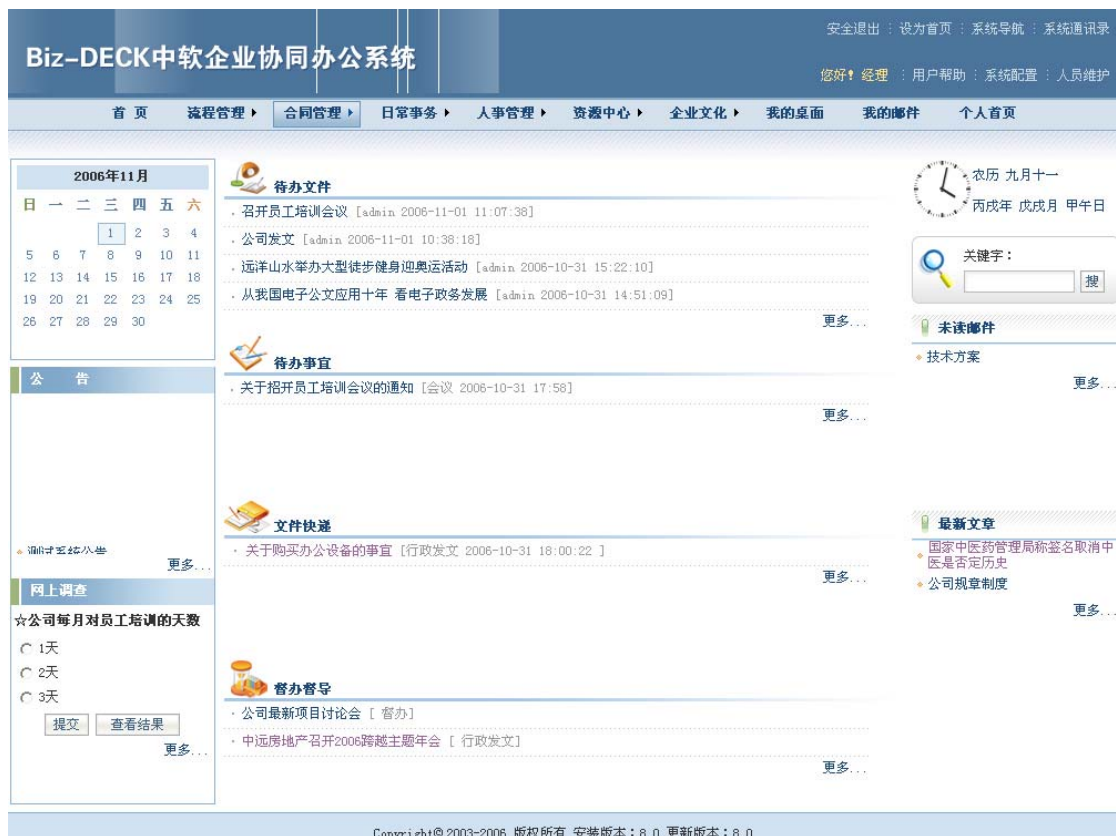 安全退出 ： 设为首页 ： 系统导航 ： 系统通讯录
Biz-DECK中软企业协同办公系统
您好! 经理 ： 用户帮助 ： 系统配置 ： 人员维护
首 页 流程管理 合同管理 日常事务 人事管理 资源中心 企业文化 我的桌面 我的邮件 个人首页
2006年11月
日 一 二 三 四 五 六
1 2 3 4
5 6 7 8 9 10 11
12 13 14 15 16 17 18
19 20 21 22 23 24 25
26 27 28 29 30
公 告
测试系统公告
更多...
网上调查
☆公司每月对员工培训的天数
1天
2天
3天
提交 查看结果
更多...
待办文件
. 召开员工培训会议 [admin 2006-11-01 11:07:38]
. 公司发文 [admin 2006-11-01 10:38:18]
. 远洋山水举办大型徒步健身迎奥运活动 [admin 2006-10-31 15:22:10]
. 从我国电子公文应用十年 看电子政务发展 [admin 2006-10-31 14:51:09]
更多...
待办事宜
. 关于招开员工培训会议的通知 [会议 2006-10-31 17:58]
更多...
文件快递
· 关于购买办公设备的事宜 [行政发文 2006-10-31 18:00:22 ]
更多...
督办督导
· 公司最新项目讨论会 [ 督办]
· 中远房地产召开2006跨越主题年会 [ 行政发文]
更多...
农历 九月十一
丙戌年 戊戌月 甲午日
关键字：
搜
未读邮件
技术方案
更多...
最新文章
国家中医药管理局称签名取消中
医是否定历史
公司规章制度
更多...
Copyright© 2003-2006 版权所有 安装版本：8.0 更新版本：8.0